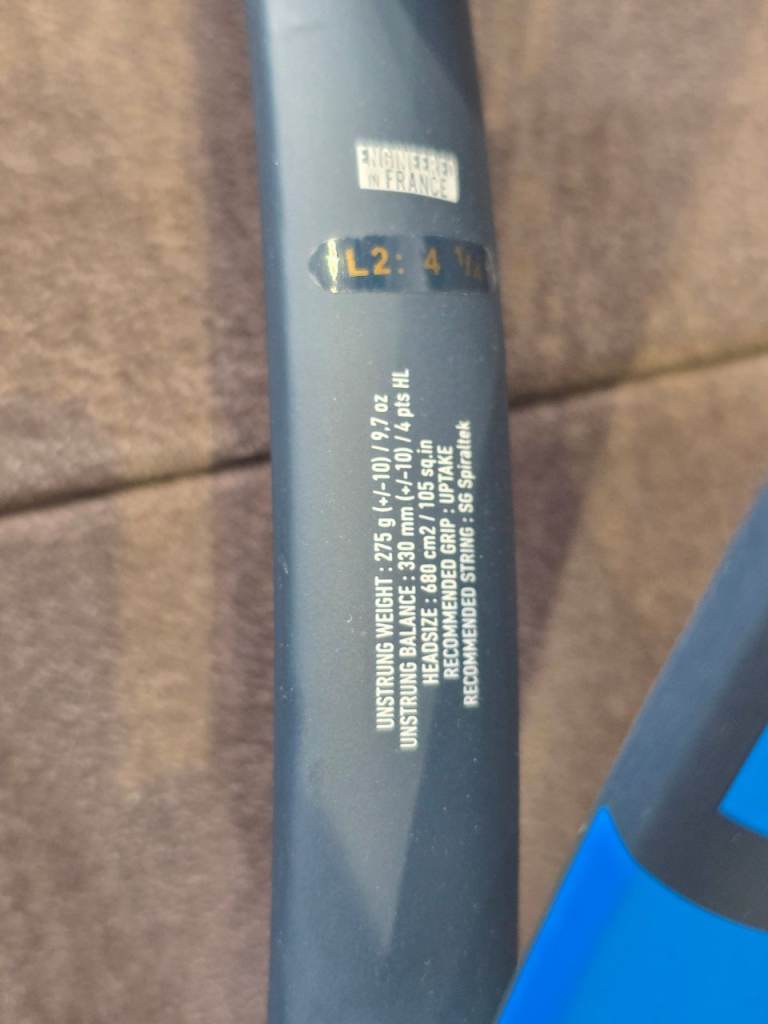 ENGINEERED
IN FRANCE
L2: 4 1/4
UNSTRUNG WEIGHT : 275 g (+/-10) / 9,7 oz
UNSTRUNG BALANCE : 330 mm (+/-10) / 4 pts HL
HEADSIZE : 680 cm2 / 105 sq.in
RECOMMENDED GRIP : UPTAKE
RECOMMENDED STRING : SG Spiraltek